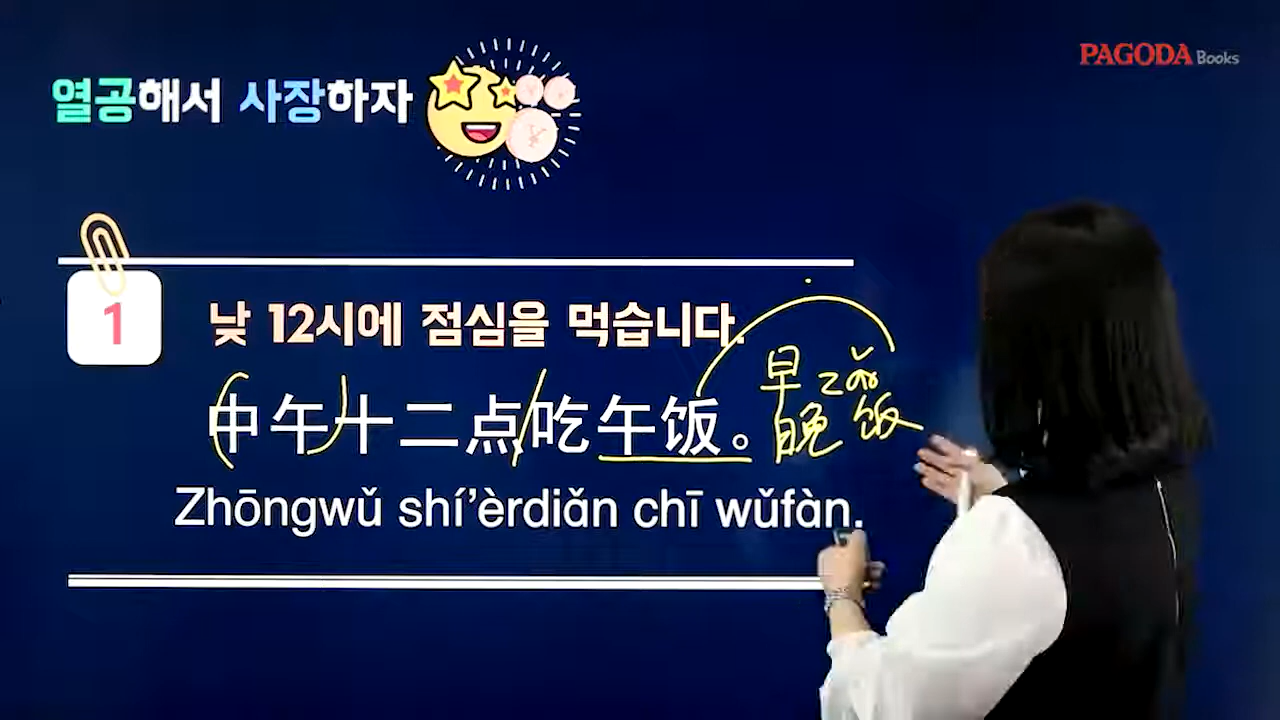 열공해서 사장하자
PAGODA Books
1
낮 12시에 점심을 먹습니다.
早 zǎo
中午十二点吃午饭。
晚饭
Zhōngwǔ shí'èrdiǎn chī wǔfàn.